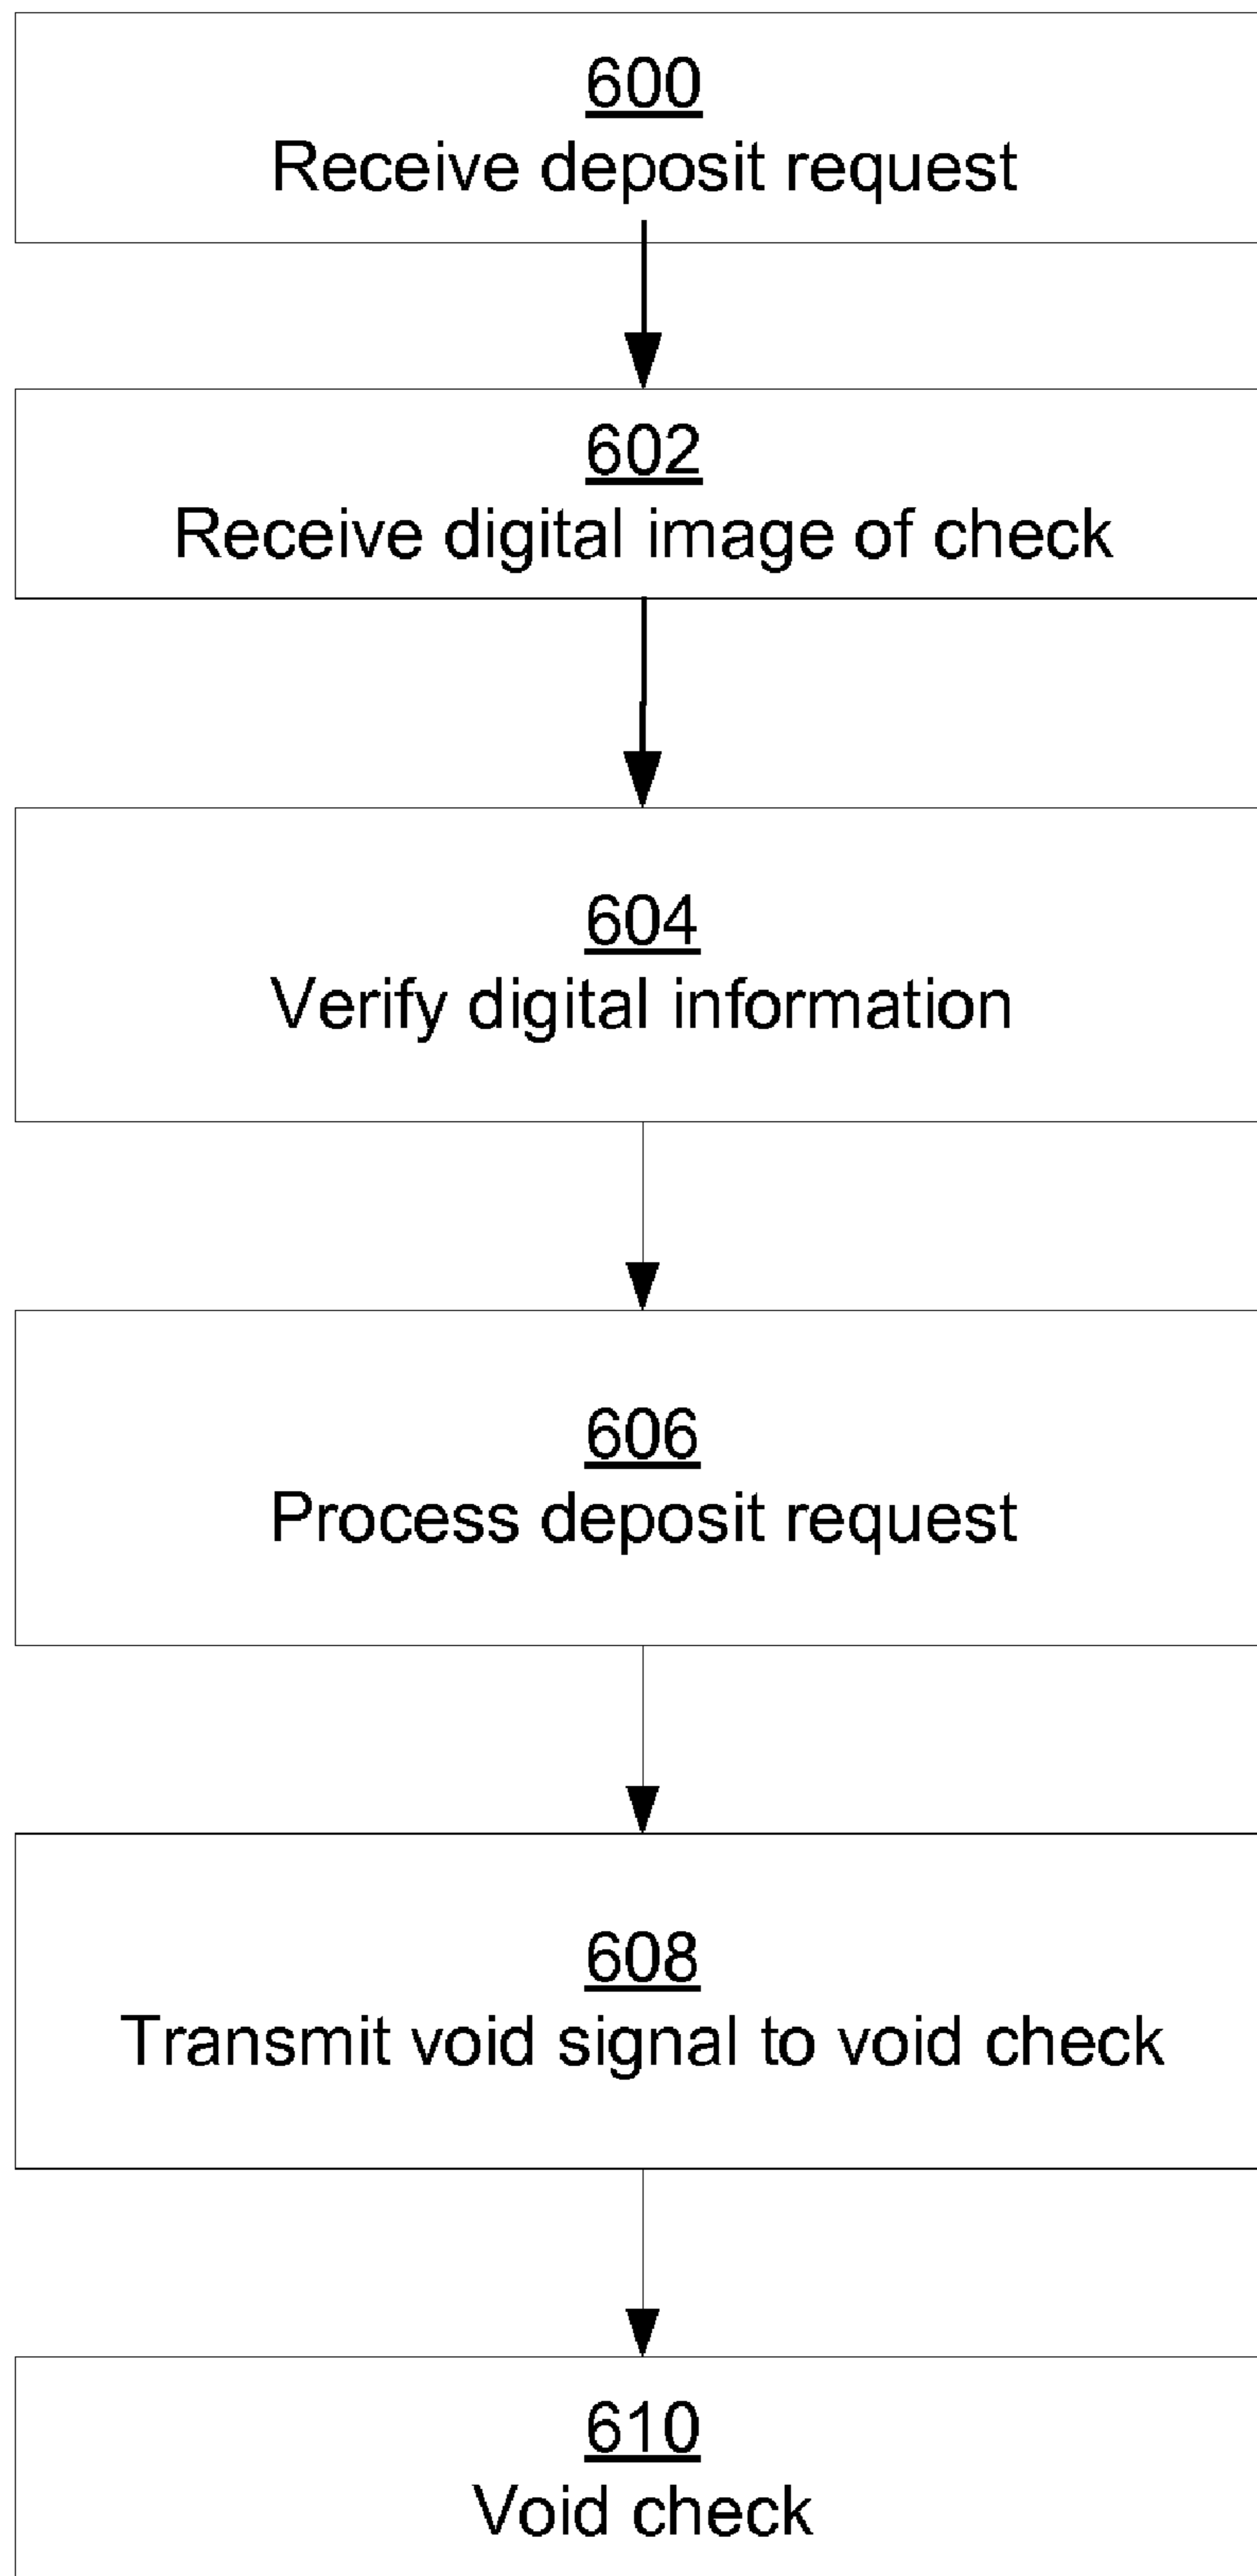 600
Receive deposit request
602
Receive digital image of check
604
Verify digital information
606
Process deposit request
608
Transmit void signal to void check
610
Void check